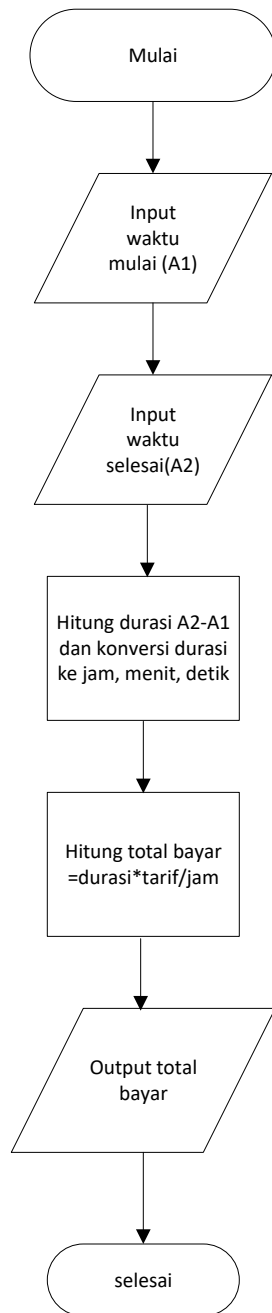 Mulai
Input
waktu
mulai (A1)
Input
waktu
selesai(A2)
Hitung durasi A2-A1
dan konversi durasi
ke jam, menit, detik
Hitung total bayar
=durasi*tarif/jam
Output total
bayar
selesai